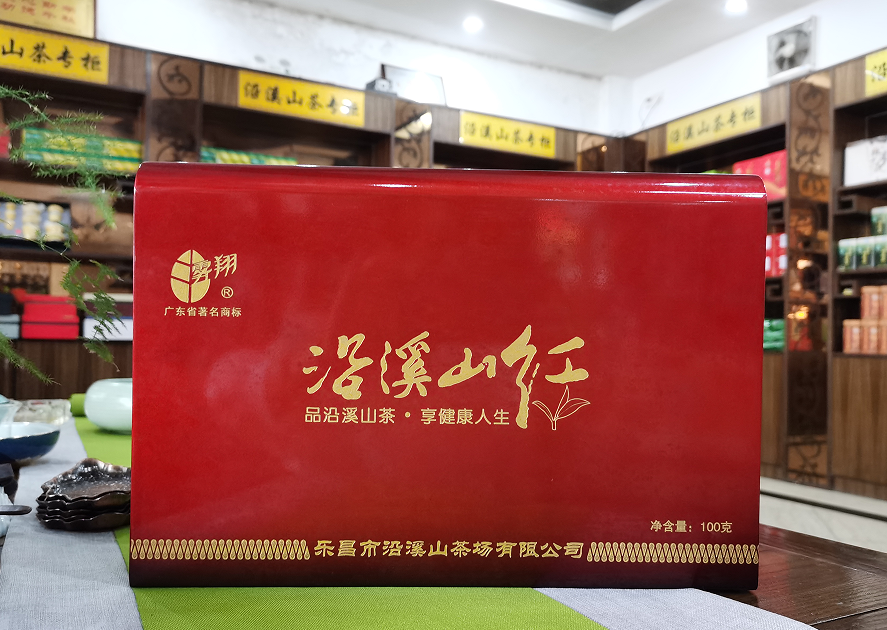 山茶专柜
沿溪山茶专柜
沿溪山茶专柜
沿溪山茶专柜
雾翔
®
广东省著名商标
沿溪山红
品沿溪山茶·享健康人生
净含量：100克
乐昌市沿溪山茶场有限公司